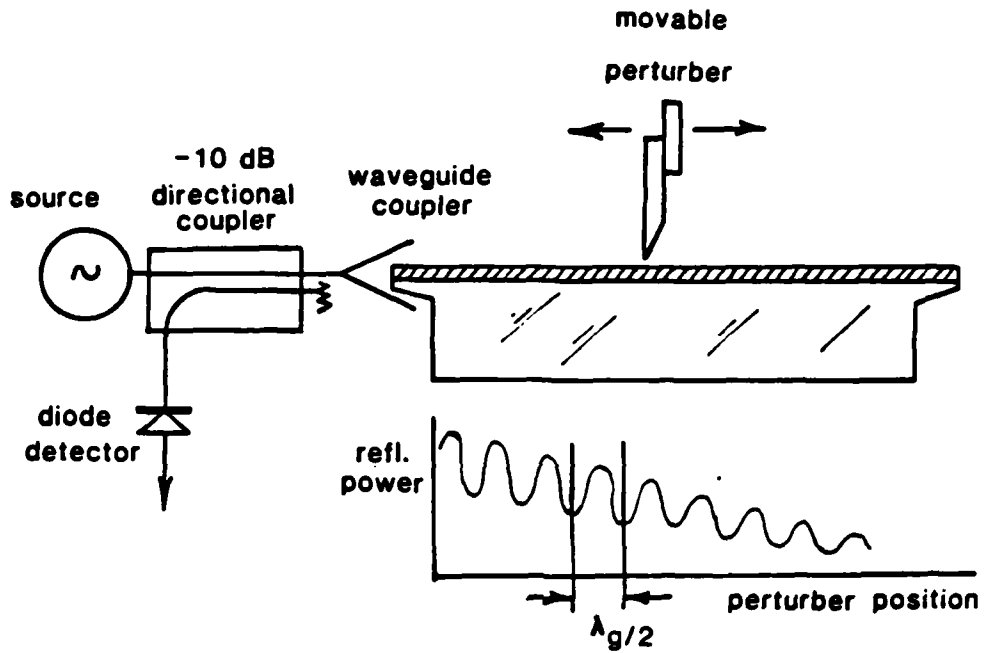 movable
perturber
-10 dB
directional
coupler
source
~
waveguide
coupler
diode
detector
refl.
power
perturber position
λg/2